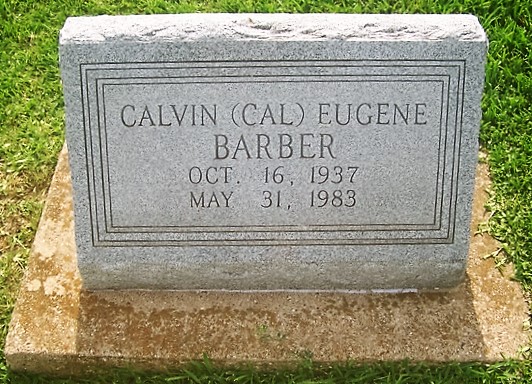 CALVIN (CAL) EUGENE
BARBER
OCT. 16, 1937
MAY 31, 1983